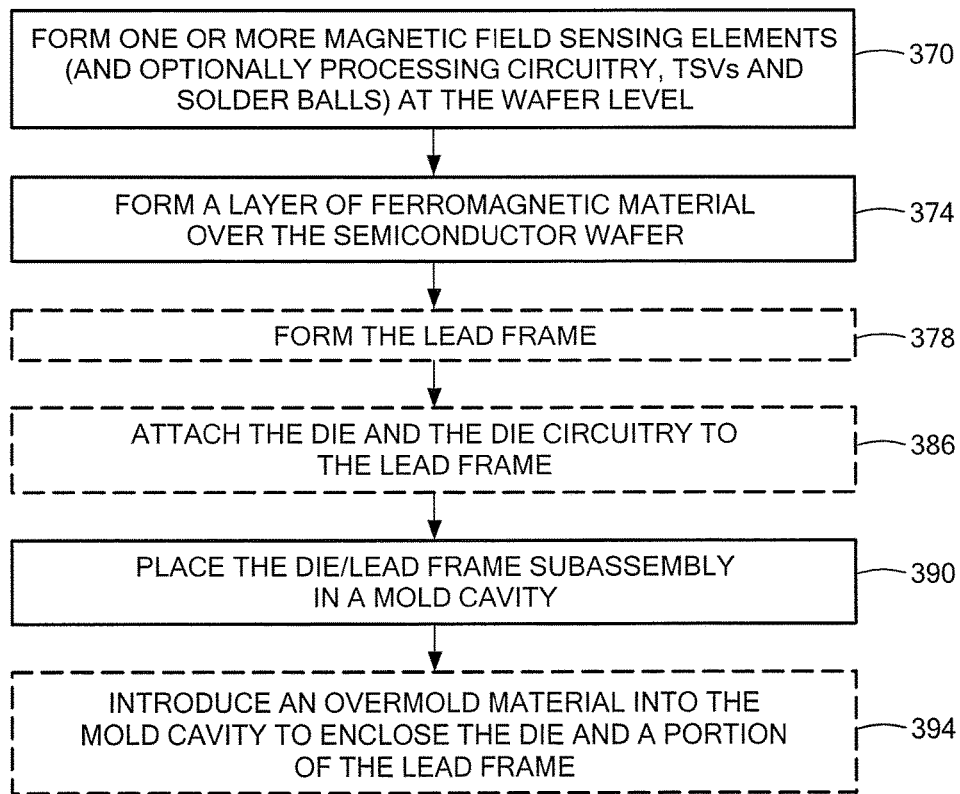 FORM ONE OR MORE MAGNETIC FIELD SENSING ELEMENTS
(AND OPTIONALLY PROCESSING CIRCUITRY, TSVs AND
SOLDER BALLS) AT THE WAFER LEVEL
370
FORM A LAYER OF FERROMAGNETIC MATERIAL
OVER THE SEMICONDUCTOR WAFER
374
FORM THE LEAD FRAME
378
ATTACH THE DIE AND THE DIE CIRCUITRY TO
THE LEAD FRAME
386
PLACE THE DIE/LEAD FRAME SUBASSEMBLY
IN A MOLD CAVITY
390
INTRODUCE AN OVERMOLD MATERIAL INTO THE
MOLD CAVITY TO ENCLOSE THE DIE AND A PORTION
OF THE LEAD FRAME
394